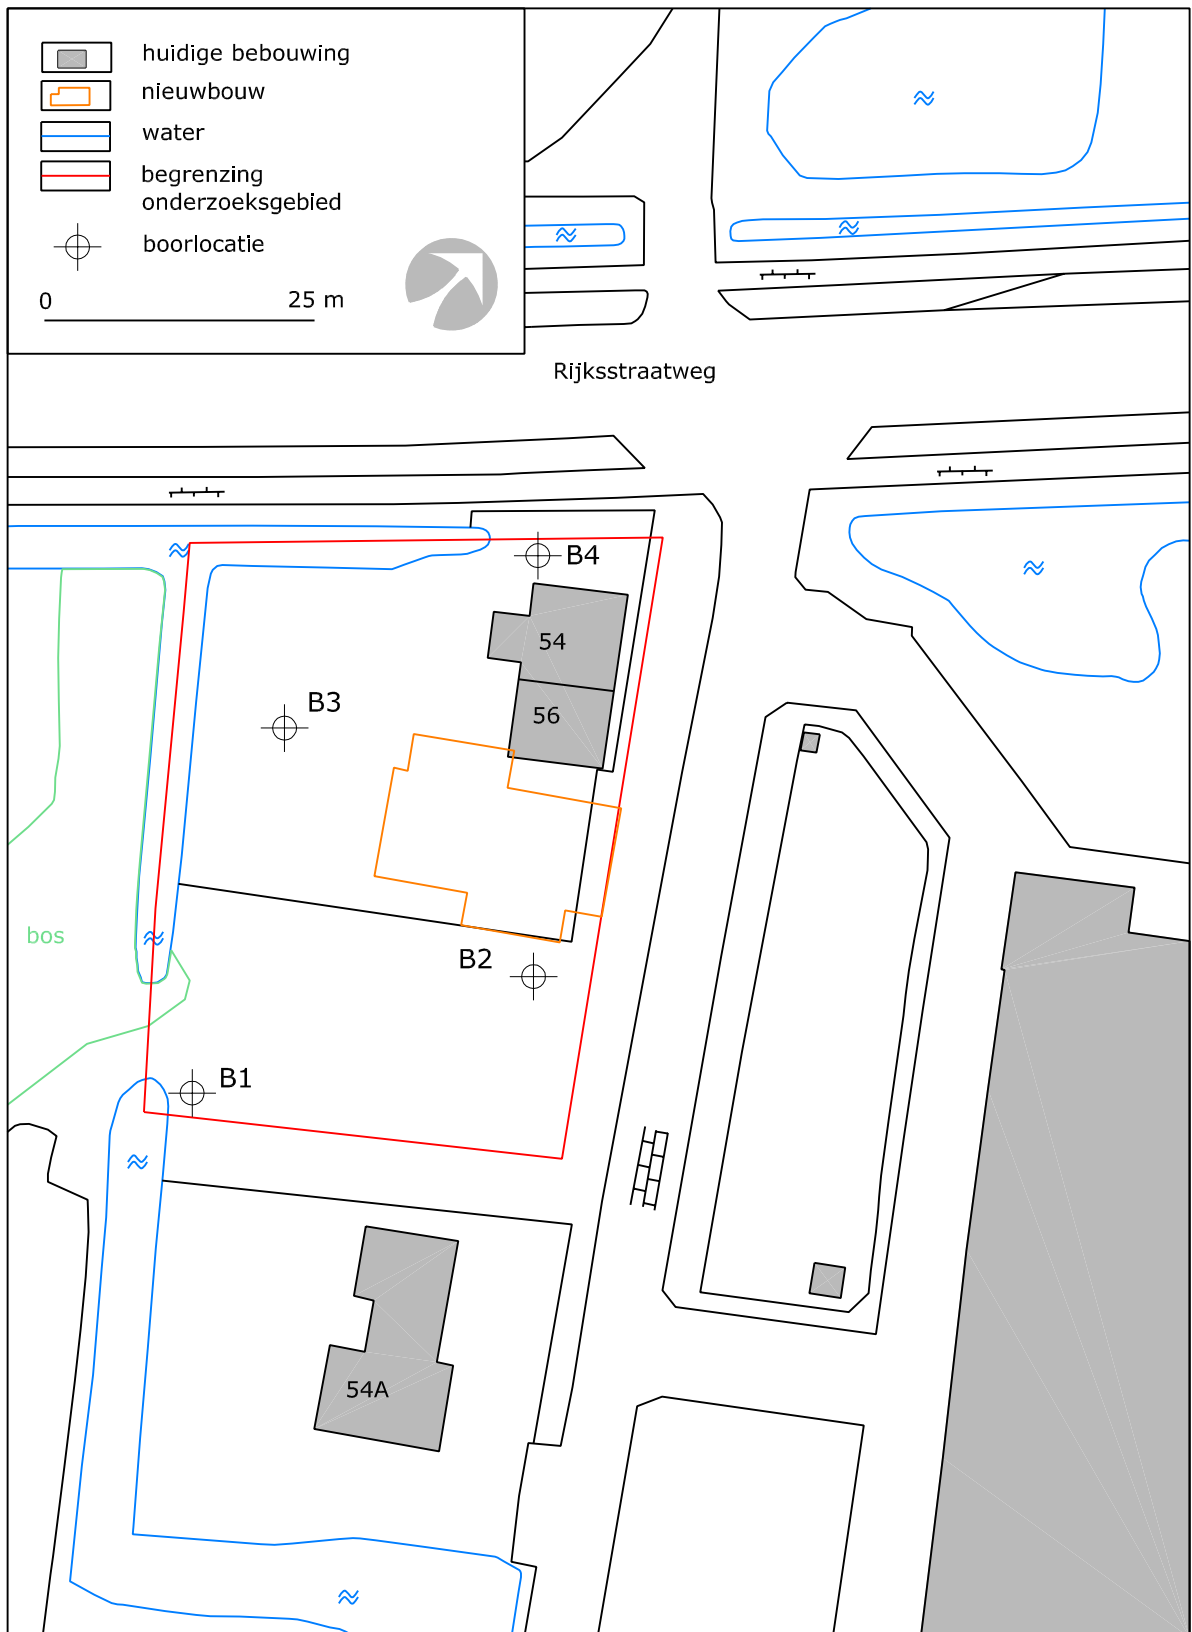 huidige bebouwing
nieuwbouw
water
begrenzing
onderzoeksgebied
boorlocatie
0 25 m
Rijksstraatweg
B4
54
B3
56
bos
B2
B1
54A